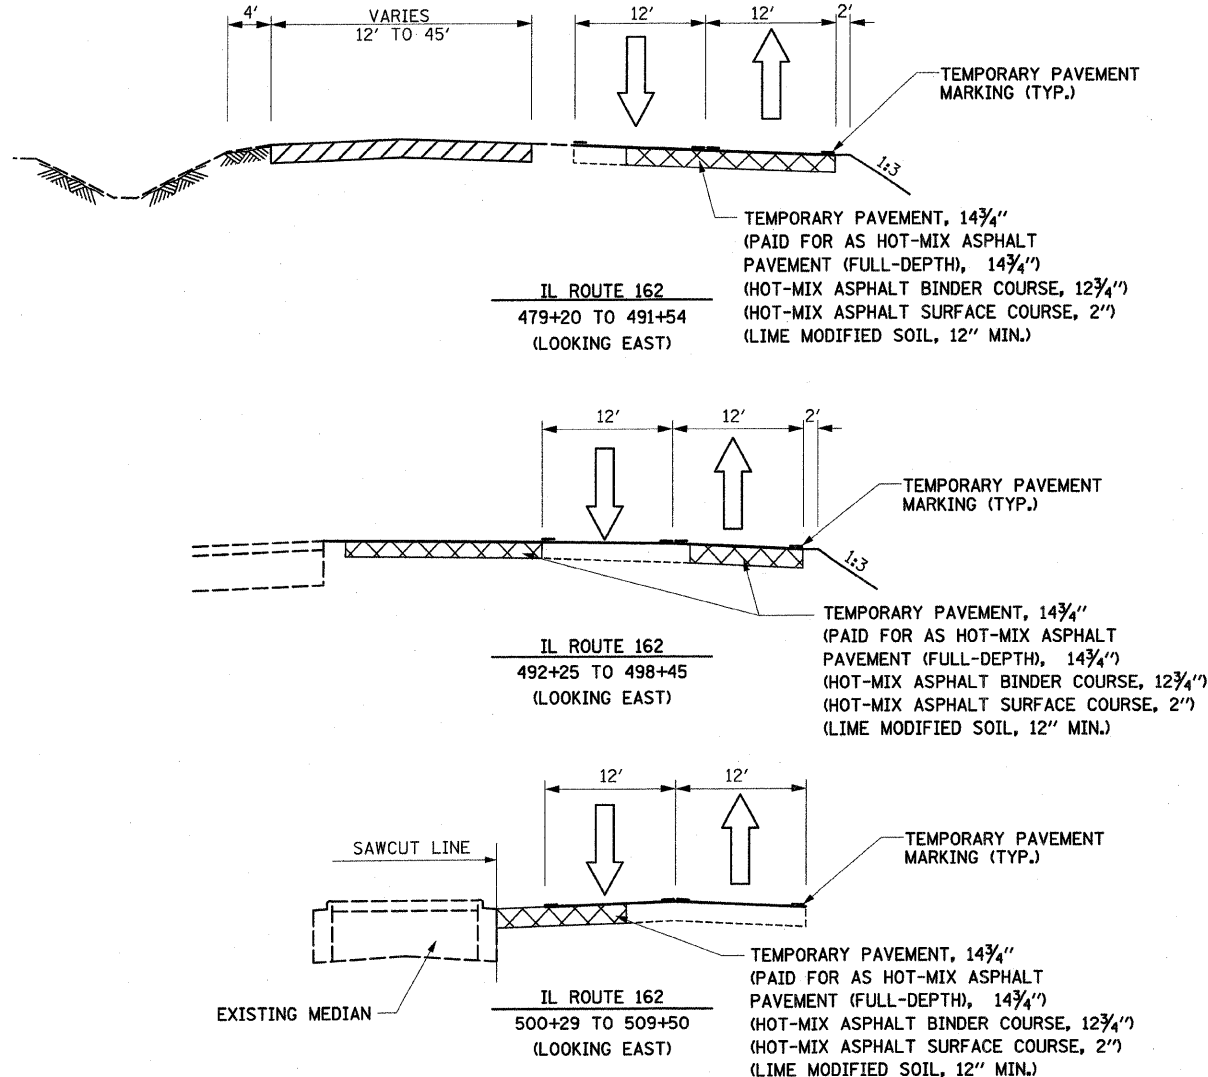 4' VARIES 12' 12' 2'
12' TO 45'
TEMPORARY PAVEMENT
MARKING (TYP.)
1:3
TEMPORARY PAVEMENT, 14¾"
(PAID FOR AS HOT-MIX ASPHALT
PAVEMENT (FULL-DEPTH), 14¾")
(HOT-MIX ASPHALT BINDER COURSE, 12¾")
(HOT-MIX ASPHALT SURFACE COURSE, 2")
(LIME MODIFIED SOIL, 12" MIN.)
IL ROUTE 162
479+20 TO 491+54
(LOOKING EAST)
12' 12' 2'
TEMPORARY PAVEMENT
MARKING (TYP.)
1:3
TEMPORARY PAVEMENT, 14¾"
(PAID FOR AS HOT-MIX ASPHALT
PAVEMENT (FULL-DEPTH), 14¾")
(HOT-MIX ASPHALT BINDER COURSE, 12¾")
(HOT-MIX ASPHALT SURFACE COURSE, 2")
(LIME MODIFIED SOIL, 12" MIN.)
IL ROUTE 162
492+25 TO 498+45
(LOOKING EAST)
12' 12'
SAWCUT LINE
TEMPORARY PAVEMENT
MARKING (TYP.)
EXISTING MEDIAN
TEMPORARY PAVEMENT, 14¾"
(PAID FOR AS HOT-MIX ASPHALT
PAVEMENT (FULL-DEPTH), 14¾")
(HOT-MIX ASPHALT BINDER COURSE, 12¾")
(HOT-MIX ASPHALT SURFACE COURSE, 2")
(LIME MODIFIED SOIL, 12" MIN.)
IL ROUTE 162
500+29 TO 509+50
(LOOKING EAST)